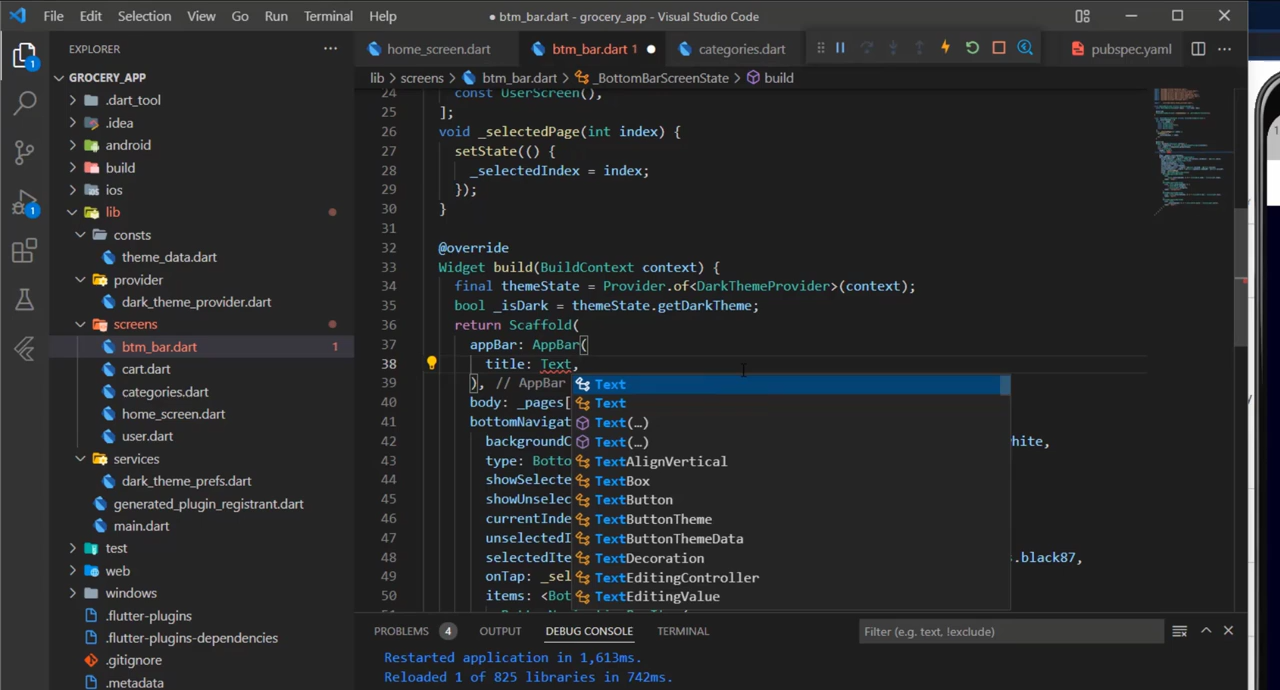 File Edit Selection View Go Run Terminal Help
● btm_bar.dart - grocery_app - Visual Studio Code
EXPLORER
1
GROCERY_APP
.dart_tool
.idea
android
build
ios
1
lib
consts
theme_data.dart
provider
dark_theme_provider.dart
screens
btm_bar.dart 1
cart.dart
categories.dart
home_screen.dart
user.dart
services
dark_theme_prefs.dart
generated_plugin_registrant.dart
main.dart
test
web
windows
.flutter-plugins
.flutter-plugins-dependencies
.gitignore
.metadata
home_screen.dart btm_bar.dart 1 categories.dart pubspec.yaml
lib > screens > btm_bar.dart > _BottomBarScreenState > build
24 const UserScreen(),
25 ];
26 void _selectedPage(int index) {
27 setState(() {
28 _selectedIndex = index;
29 });
30 }
31
32 @override
33 Widget build(BuildContext context) {
34 final themeState = Provider.of<DarkThemeProvider>(context);
35 bool _isDark = themeState.getDarkTheme;
36 return Scaffold(
37 appBar: AppBar(
38 title: Text,
39 ), // AppBar
40 body: _pages[
41 bottomNavigat
42 backgroundC hite,
43 type: Botto
44 showSelecte
45 showUnselec
46 currentInde
47 unselectedI
48 selectedIte s.black87,
49 onTap: _sel
50 items: <Bot
Text
Text
Text(…)
Text(…)
TextAlignVertical
TextBox
TextButton
TextButtonTheme
TextButtonThemeData
TextDecoration
TextEditingController
TextEditingValue
PROBLEMS 4 OUTPUT DEBUG CONSOLE TERMINAL Filter (e.g. text, !exclude)
Restarted application in 1,613ms.
Reloaded 1 of 825 libraries in 742ms.